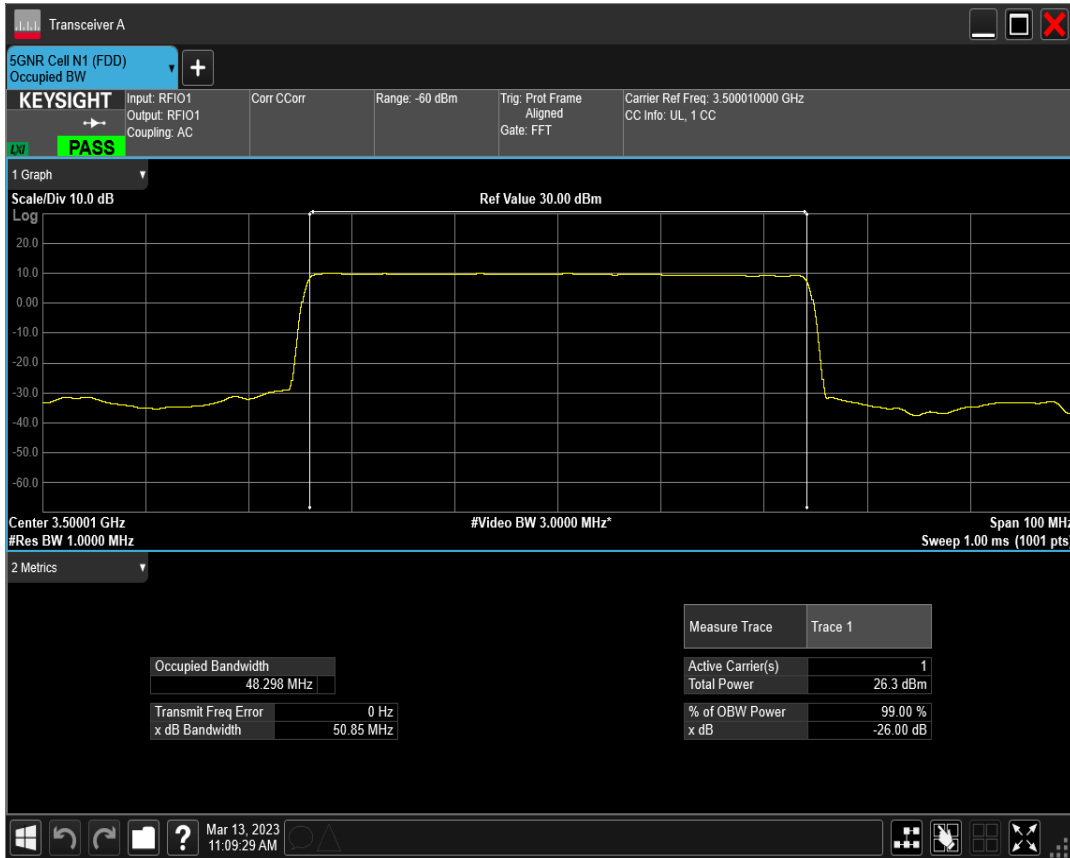 Transceiver A
5GNR Cell N1 (FDD)
Occupied BW
KEYSIGHT
LXI
PASS
Input: RFIO1
Output: RFIO1
Coupling: AC
Corr CCorr
Range: -60 dBm
Trig: Prot Frame
Aligned
Gate: FFT
Carrier Ref Freq: 3.500010000 GHz
CC Info: UL, 1 CC
1 Graph
Scale/Div 10.0 dB
Ref Value 30.00 dBm
Log
20.0
10.0
0.00
-10.0
-20.0
-30.0
-40.0
-50.0
-60.0
Center 3.50001 GHz
#Video BW 3.0000 MHz*
Span 100 MHz
#Res BW 1.0000 MHz
Sweep 1.00 ms (1001 pts)
2 Metrics
Measure Trace Trace 1
Occupied Bandwidth
48.298 MHz
Active Carrier(s) 1
Total Power 26.3 dBm
Transmit Freq Error 0 Hz
x dB Bandwidth 50.85 MHz
% of OBW Power 99.00 %
x dB -26.00 dB
?
Mar 13, 2023
11:09:29 AM